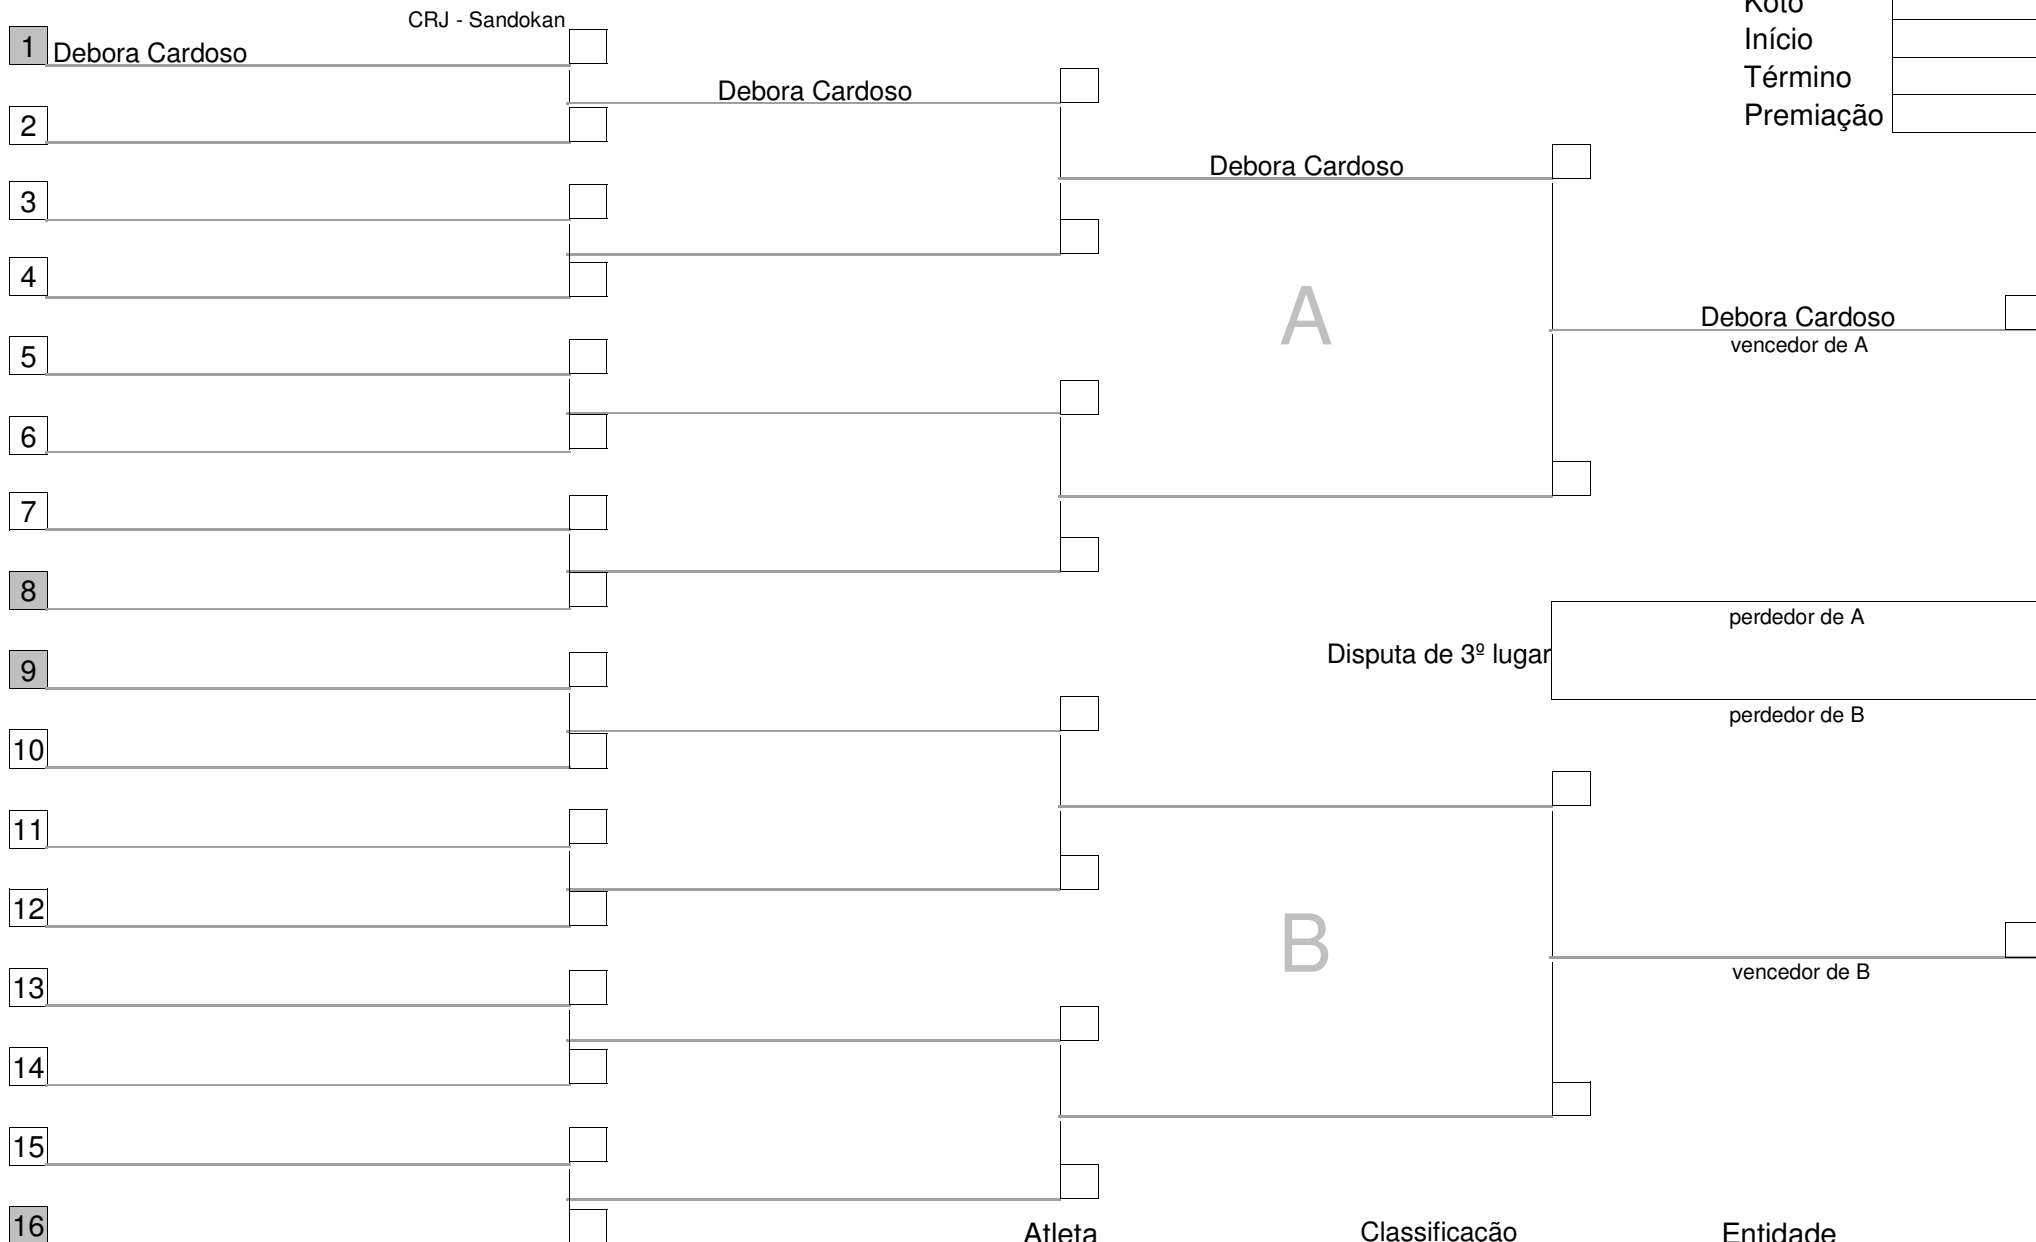 CRJ - Sandokan
Koto
1 Debora Cardoso
Início
Debora Cardoso
Término
2
Premiação
Debora Cardoso
3
4
A
Debora Cardoso
vencedor de A
5
6
7
8
perdedor de A
9
Disputa de 3º lugar
perdedor de B
10
11
12
B
13
vencedor de B
14
15
16
Atleta Classificação Entidade